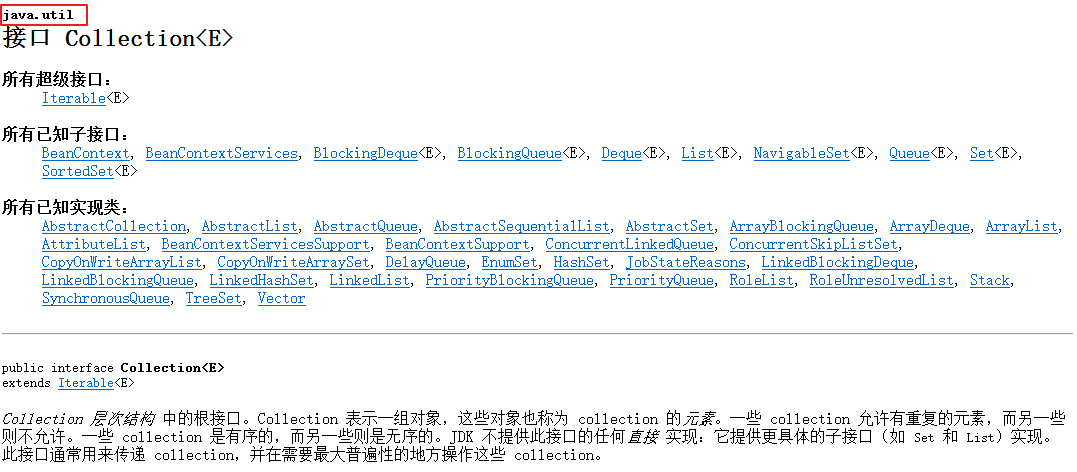 java.util
接口 Collection<E>
所有超级接口：
Iterable<E>
所有已知子接口：
BeanContext, BeanContextServices, BlockingDeque<E>, BlockingQueue<E>, Deque<E>, List<E>, NavigableSet<E>, Queue<E>, Set<E>,
SortedSet<E>
所有已知实现类：
AbstractCollection, AbstractList, AbstractQueue, AbstractSequentialList, AbstractSet, ArrayBlockingQueue, ArrayDeque, ArrayList,
AttributeList, BeanContextServicesSupport, BeanContextSupport, ConcurrentLinkedQueue, ConcurrentSkipListSet,
CopyOnWriteArrayList, CopyOnWriteArraySet, DelayQueue, EnumSet, HashSet, JobStateReasons, LinkedBlockingDeque,
LinkedBlockingQueue, LinkedHashSet, LinkedList, PriorityBlockingQueue, PriorityQueue, RoleList, RoleUnresolvedList, Stack,
SynchronousQueue, TreeSet, Vector
public interface Collection<E>
extends Iterable<E>
Collection 层次结构 中的根接口。Collection 表示一组对象，这些对象也称为 collection 的元素。一些 collection 允许有重复的元素，而另一些
则不允许。一些 collection 是有序的，而另一些则是无序的。JDK 不提供此接口的任何直接 实现：它提供更具体的子接口（如 Set 和 List）实现。
此接口通常用来传递 collection，并在需要最大普遍性的地方操作这些 collection。